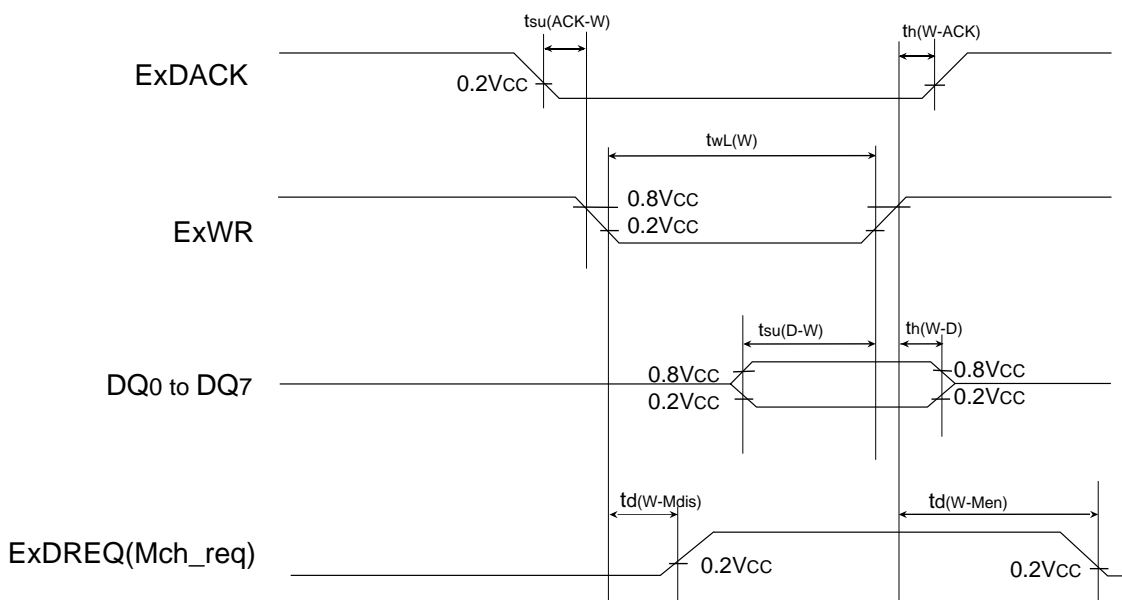 tsu(ACK-W)
th(W-ACK)
ExDACK
0.2VCC
twL(W)
0.8VCC
0.2VCC
ExWR
tsu(D-W)
th(W-D)
0.8VCC
0.8VCC
DQ0 to DQ7
0.2VCC
0.2VCC
td(W-Mdis)
td(W-Men)
ExDREQ(Mch_req)
0.2VCC
0.2VCC